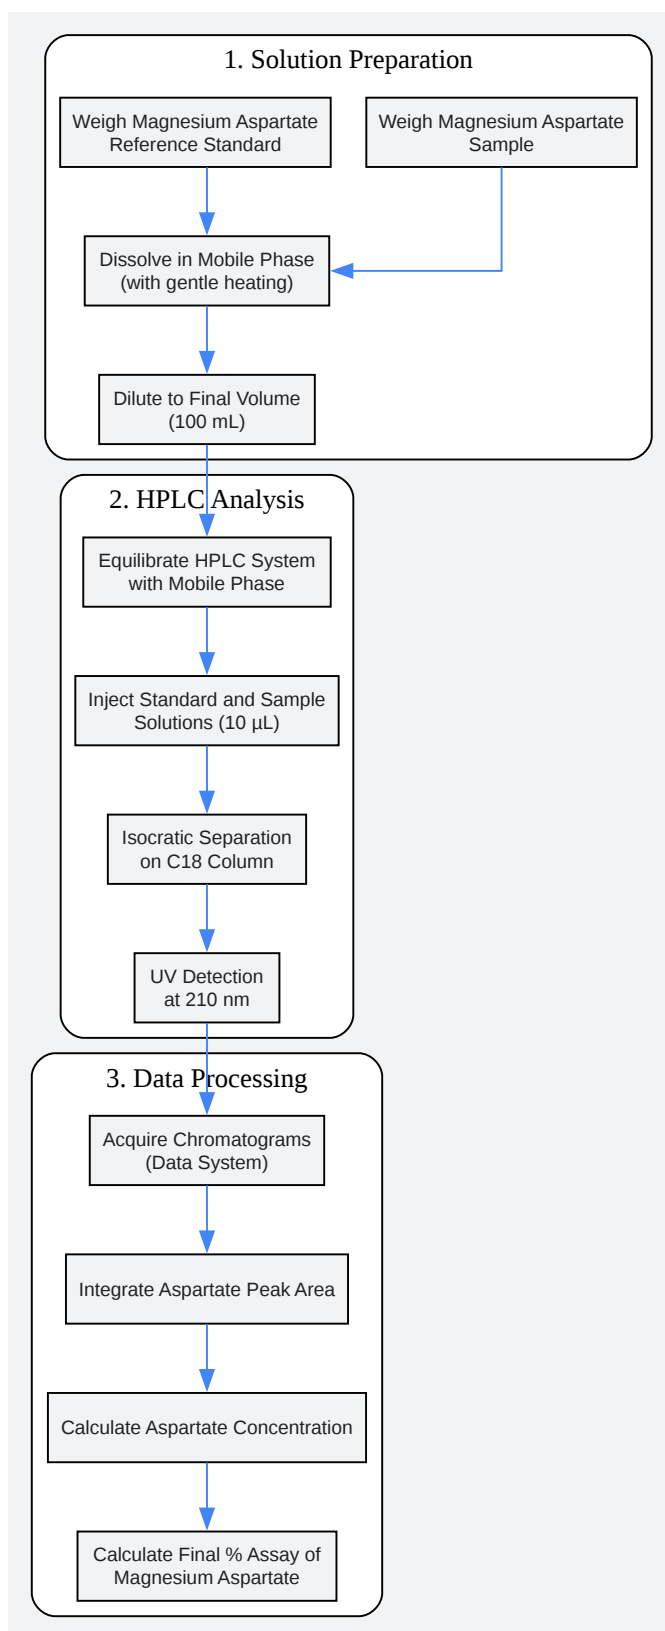 1. Solution Preparation
Weigh Magnesium Aspartate
Reference Standard
Weigh Magnesium Aspartate
Sample
Dissolve in Mobile Phase
(with gentle heating)
Dilute to Final Volume
(100 mL)
2. HPLC Analysis
Equilibrate HPLC System
with Mobile Phase
Inject Standard and Sample
Solutions (10 µL)
Isocratic Separation
on C18 Column
UV Detection
at 210 nm
3. Data Processing
Acquire Chromatograms
(Data System)
Integrate Aspartate Peak Area
Calculate Aspartate Concentration
Calculate Final % Assay of
Magnesium Aspartate